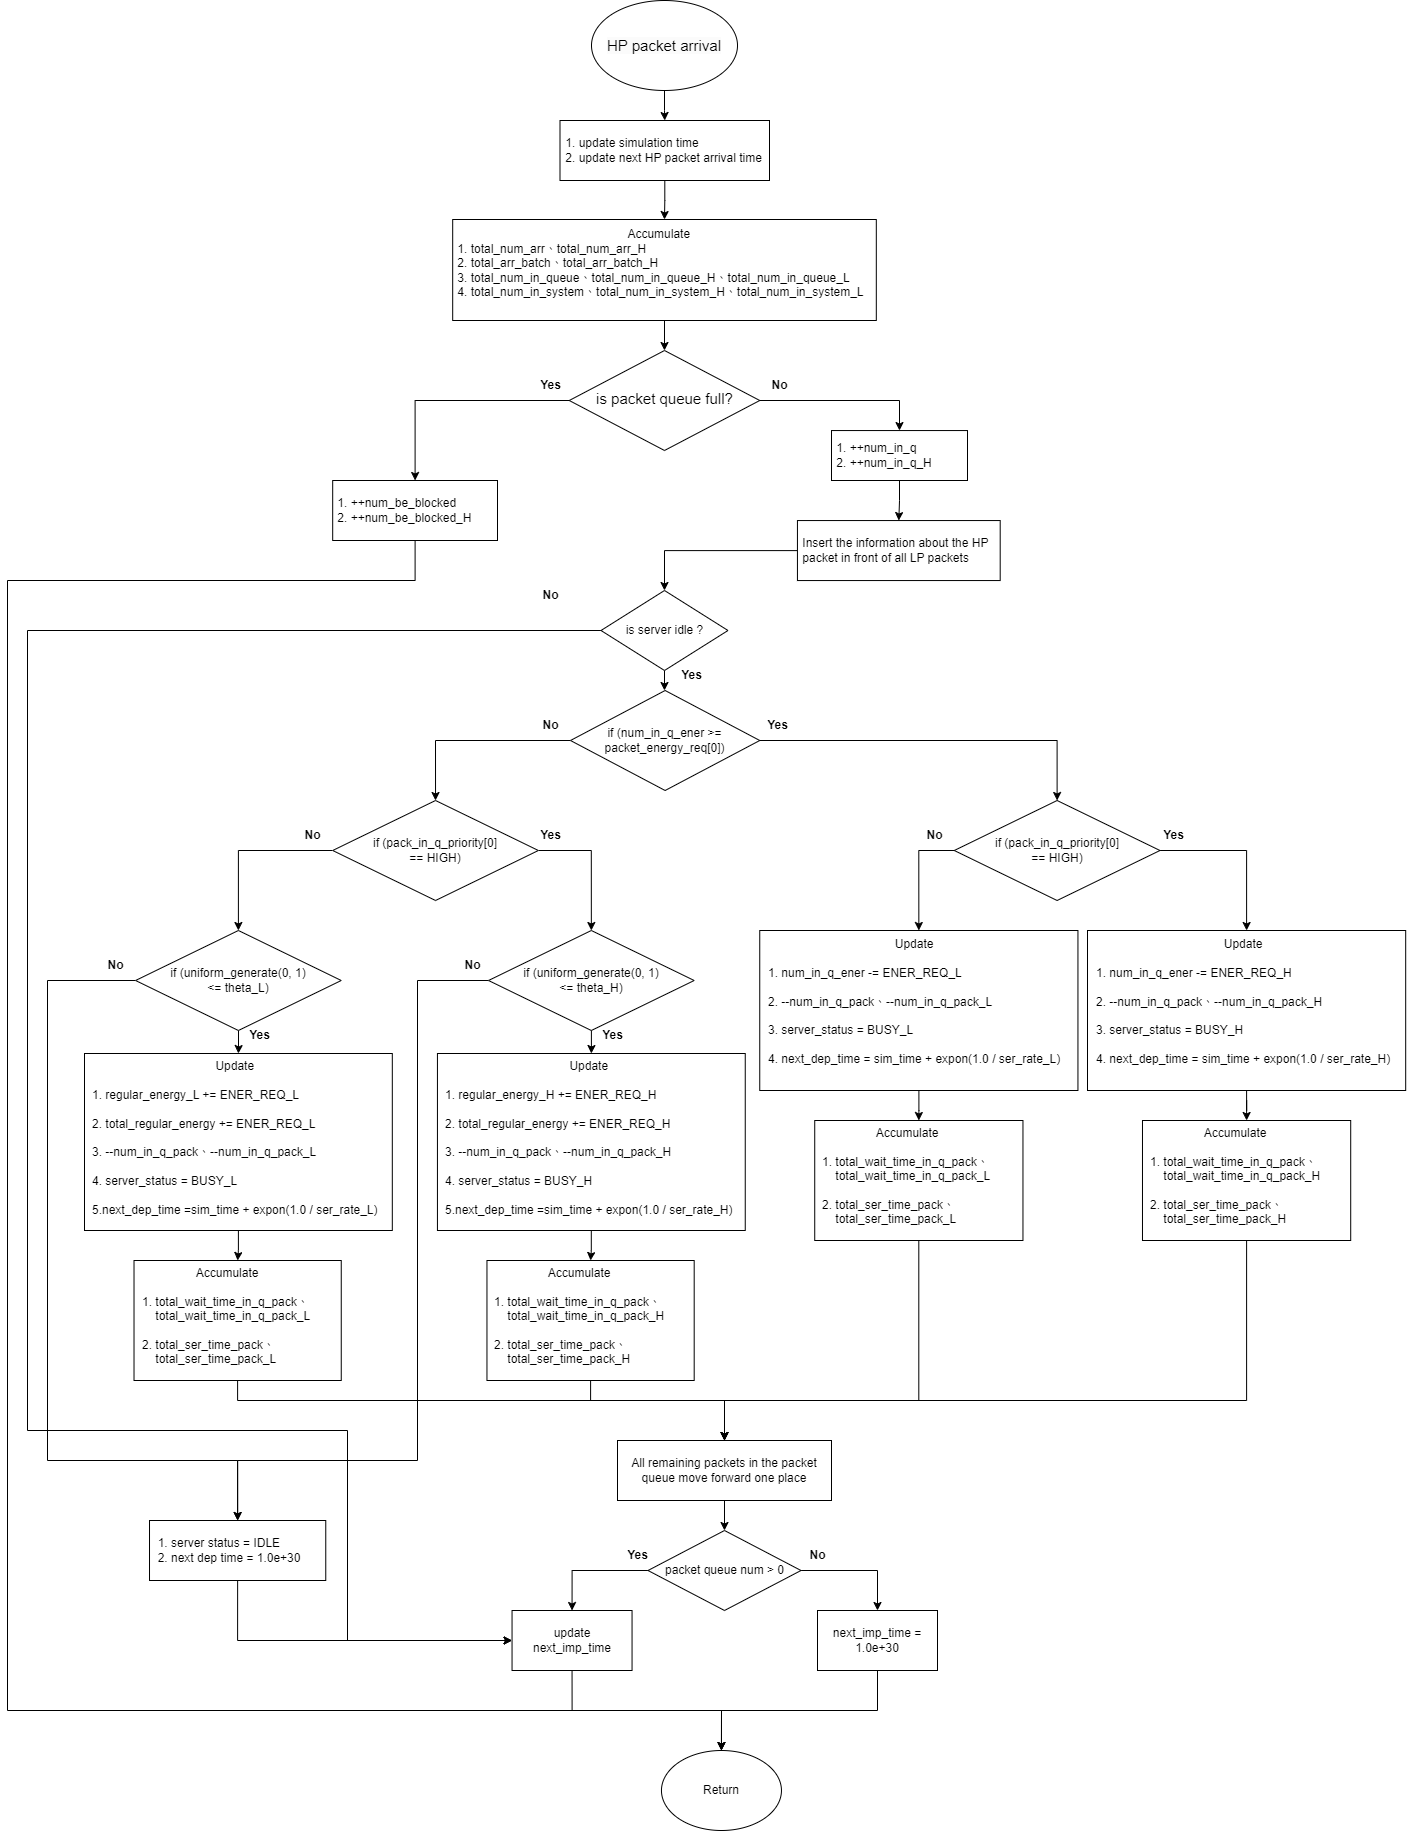 HP packet arrival
1. update simulation time
2. update next HP packet arrival time
Accumulate
1. total_num_arr、total_num_arr_H
2. total_arr_batch、total_arr_batch_H
3. total_num_in_queue、total_num_in_queue_H、total_num_in_queue_L
4. total_num_in_system、total_num_in_system_H、total_num_in_system_L
Yes
No
is packet queue full?
1. ++num_in_q
2. ++num_in_q_H
1. ++num_be_blocked
2. ++num_be_blocked_H
Insert the information about the HP
packet in front of all LP packets
No
is server idle ?
Yes
No
Yes
if (num_in_q_ener >=
packet_energy_req[0])
No
Yes
if (pack_in_q_priority[0]
== HIGH)
No
Yes
if (pack_in_q_priority[0]
== HIGH)
No
if (uniform_generate(0, 1)
<= theta_L)
Yes
No
if (uniform_generate(0, 1)
<= theta_H)
Yes
Update
1. num_in_q_ener -= ENER_REQ_L
2. --num_in_q_pack、--num_in_q_pack_L
3. server_status = BUSY_L
4. next_dep_time = sim_time + expon(1.0 / ser_rate_L)
Update
1. num_in_q_ener -= ENER_REQ_H
2. --num_in_q_pack、--num_in_q_pack_H
3. server_status = BUSY_H
4. next_dep_time = sim_time + expon(1.0 / ser_rate_H)
Update
1. regular_energy_L += ENER_REQ_L
2. total_regular_energy += ENER_REQ_L
3. --num_in_q_pack、--num_in_q_pack_L
4. server_status = BUSY_L
5.next_dep_time =sim_time + expon(1.0 / ser_rate_L)
Update
1. regular_energy_H += ENER_REQ_H
2. total_regular_energy += ENER_REQ_H
3. --num_in_q_pack、--num_in_q_pack_H
4. server_status = BUSY_H
5.next_dep_time =sim_time + expon(1.0 / ser_rate_H)
Accumulate
1. total_wait_time_in_q_pack、
total_wait_time_in_q_pack_L
2. total_ser_time_pack、
total_ser_time_pack_L
Accumulate
1. total_wait_time_in_q_pack、
total_wait_time_in_q_pack_H
2. total_ser_time_pack、
total_ser_time_pack_H
Accumulate
1. total_wait_time_in_q_pack、
total_wait_time_in_q_pack_L
2. total_ser_time_pack、
total_ser_time_pack_L
Accumulate
1. total_wait_time_in_q_pack、
total_wait_time_in_q_pack_H
2. total_ser_time_pack、
total_ser_time_pack_H
All remaining packets in the packet
queue move forward one place
1. server status = IDLE
2. next dep time = 1.0e+30
Yes
No
packet queue num > 0
update
next_imp_time
next_imp_time =
1.0e+30
Return